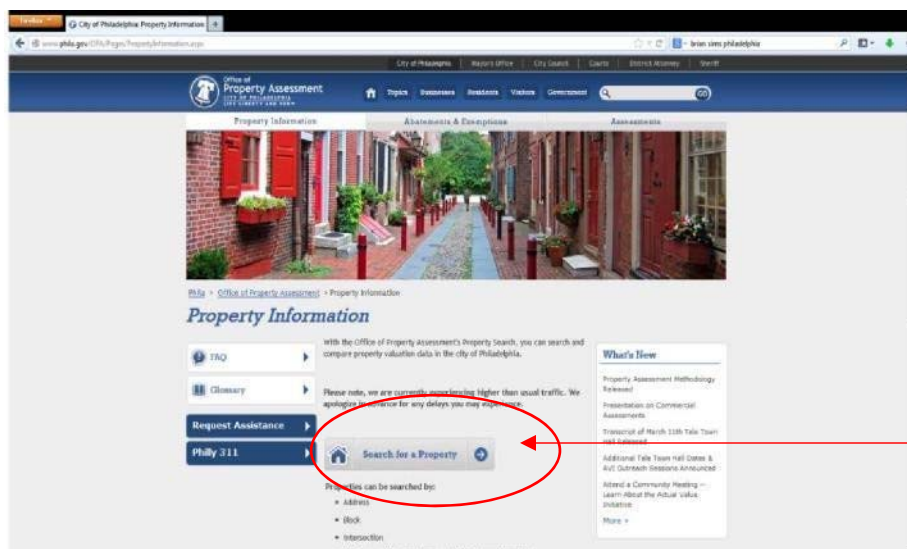 Firefox
City of Philadelphia: Property Information
www.phila.gov/OPA/Pages/PropertyInformation.aspx
brian sims philadelphia
City of Philadelphia | Mayor's Office | City Council | Courts | District Attorney | Sheriff
Office of
Property Assessment
CITY OF PHILADELPHIA
LIFE LIBERTY AND YOU
Topics Businesses Residents Visitors Government GO
Property Information Abatements & Exemptions Assessments
Phila > Office of Property Assessment > Property Information
Property Information
FAQ
Glossary
Request Assistance
Philly 311
With the Office of Property Assessment's Property Search, you can search and
compare property valuation data in the city of Philadelphia.
Please note, we are currently experiencing higher than usual traffic. We
apologize in advance for any delays you may experience.
Search for a Property
Properties can be searched by:
• Address
• Block
• Intersection
What's New
Property Assessment Methodology
Released
Presentation on Commercial
Assessments
Transcript of March 11th Tele Town
Hall Released
Additional Tele Town Hall Dates &
AVI Outreach Sessions Announced
Attend a Community Meeting —
Learn About the Actual Value
Initiative
More >